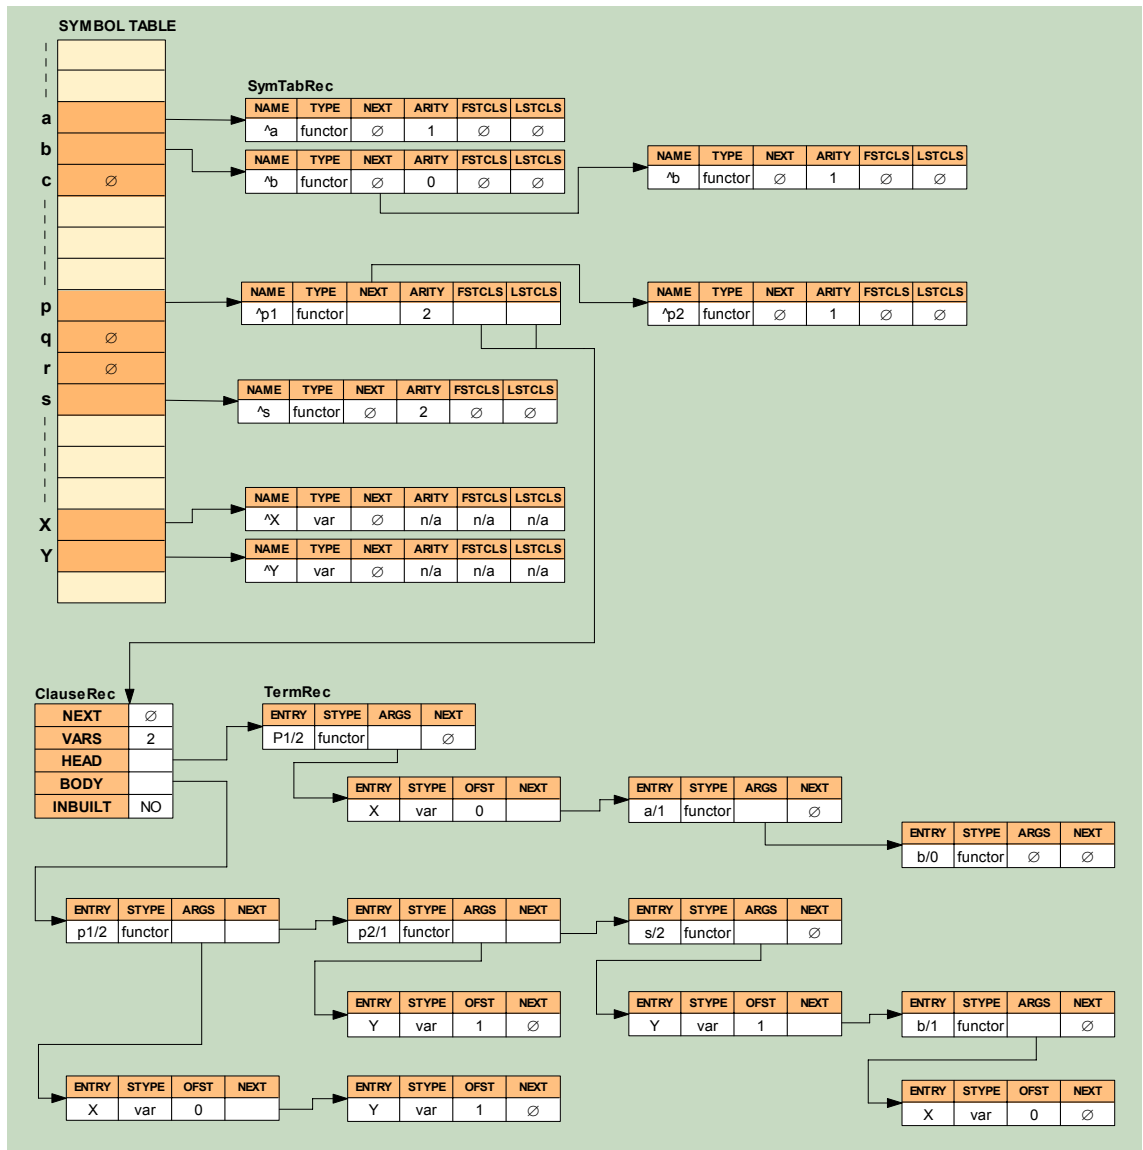 SYMBOL TABLE
SymTabRec
NAME TYPE NEXT ARITY FSTCLS LSTCLS
a ^a functor ∅ 1 ∅ ∅
b
NAME TYPE NEXT ARITY FSTCLS LSTCLS
^b functor ∅ 0 ∅ ∅
NAME TYPE NEXT ARITY FSTCLS LSTCLS
^b functor ∅ 1 ∅ ∅
c ∅
NAME TYPE NEXT ARITY FSTCLS LSTCLS
p ^p1 functor 2
NAME TYPE NEXT ARITY FSTCLS LSTCLS
^p2 functor ∅ 1 ∅ ∅
q ∅
r ∅
NAME TYPE NEXT ARITY FSTCLS LSTCLS
s ^s functor ∅ 2 ∅ ∅
NAME TYPE NEXT ARITY FSTCLS LSTCLS
X ^X var ∅ n/a n/a n/a
NAME TYPE NEXT ARITY FSTCLS LSTCLS
Y ^Y var ∅ n/a n/a n/a
ClauseRec
NEXT ∅
VARS 2
HEAD
BODY
INBUILT NO
TermRec
ENTRY STYPE ARGS NEXT
P1/2 functor ∅
ENTRY STYPE OFST NEXT
X var 0
ENTRY STYPE ARGS NEXT
a/1 functor ∅
ENTRY STYPE ARGS NEXT
b/0 functor ∅ ∅
ENTRY STYPE ARGS NEXT
p1/2 functor
ENTRY STYPE ARGS NEXT
p2/1 functor
ENTRY STYPE ARGS NEXT
s/2 functor ∅
ENTRY STYPE OFST NEXT
Y var 1 ∅
ENTRY STYPE OFST NEXT
Y var 1
ENTRY STYPE ARGS NEXT
b/1 functor ∅
ENTRY STYPE OFST NEXT
X var 0
ENTRY STYPE OFST NEXT
Y var 1 ∅
ENTRY STYPE OFST NEXT
X var 0 ∅